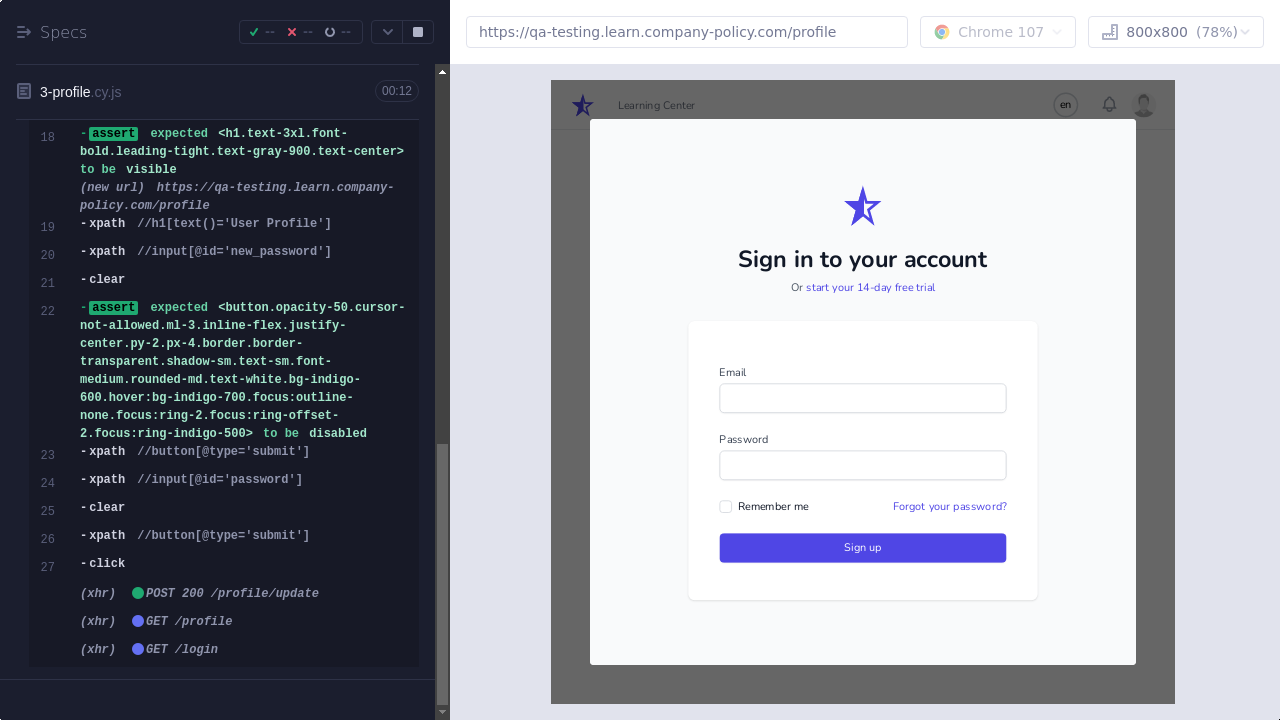 Specs
-- -- --
3-profile.cy.js 00:12
18 -assert expected <h1.text-3xl.font-
bold.leading-tight.text-gray-900.text-center>
to be visible
(new url) https://qa-testing.learn.company-
policy.com/profile
19 -xpath //h1[text()='User Profile']
20 -xpath //input[@id='new_password']
21 -clear
22 -assert expected <button.opacity-50.cursor-
not-allowed.ml-3.inline-flex.justify-
center.py-2.px-4.border.border-
transparent.shadow-sm.text-sm.font-
medium.rounded-md.text-white.bg-indigo-
600.hover:bg-indigo-700.focus:outline-
none.focus:ring-2.focus:ring-offset-
2.focus:ring-indigo-500> to be disabled
23 -xpath //button[@type='submit']
24 -xpath //input[@id='password']
25 -clear
26 -xpath //button[@type='submit']
27 -click
(xhr) POST 200 /profile/update
(xhr) GET /profile
(xhr) GET /login
https://qa-testing.learn.company-policy.com/profile
Chrome 107
800x800 (78%)
Learning Center
en
Sign in to your account
Or start your 14-day free trial
Email
Password
Remember me Forgot your password?
Sign up